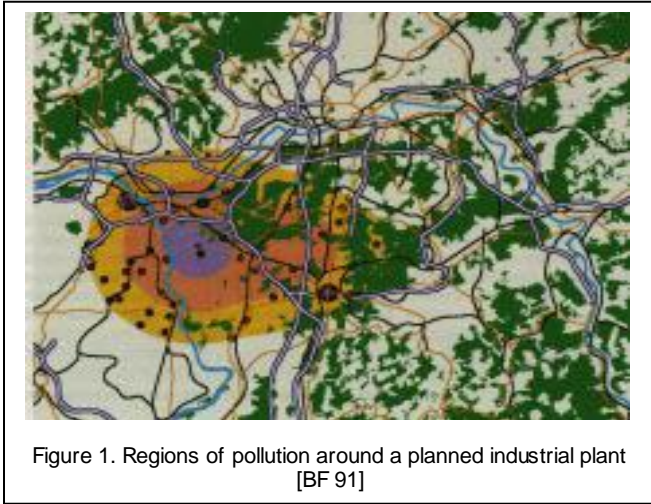 Figure 1. Regions of pollution around a planned industrial plant
[BF 91]